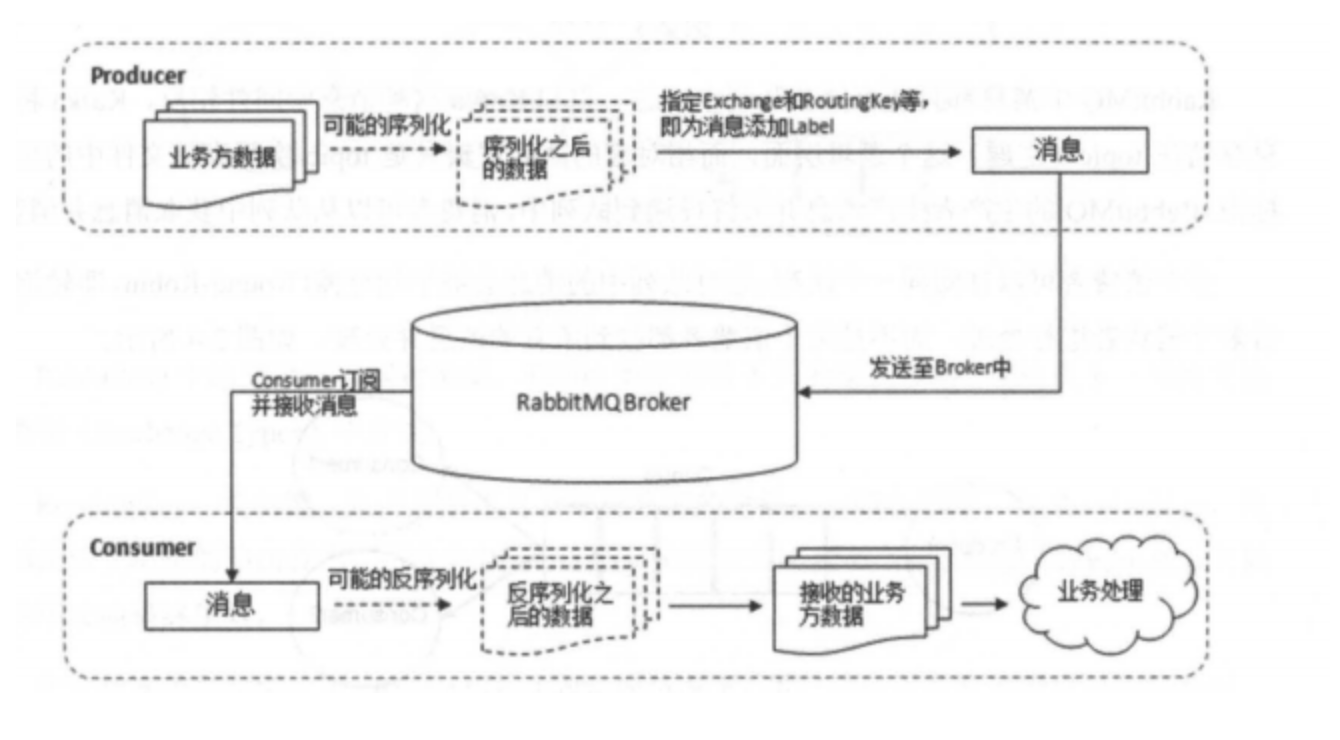 Producer
业务方数据
可能的序列化
序列化之后
的数据
指定Exchange和RoutingKey等，
即为消息添加Label
消息
发送至Broker中
RabbitMQ Broker
Consumer订阅
并接收消息
Consumer
消息
可能的反序列化
反序列化之
后的数据
接收的业务
方数据
业务处理